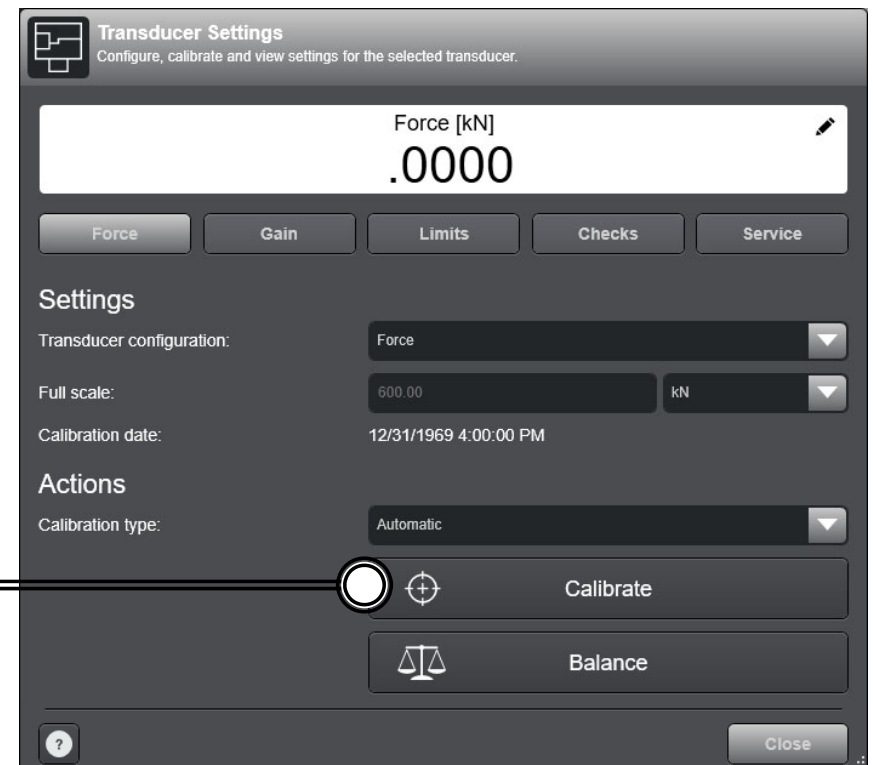 Transducer Settings
Configure, calibrate and view settings for the selected transducer.
Force [kN]
.0000
Force Gain Limits Checks Service
Settings
Transducer configuration: Force
Full scale: 600.00 kN
Calibration date: 12/31/1969 4:00:00 PM
Actions
Calibration type: Automatic
Calibrate
Balance
? Close